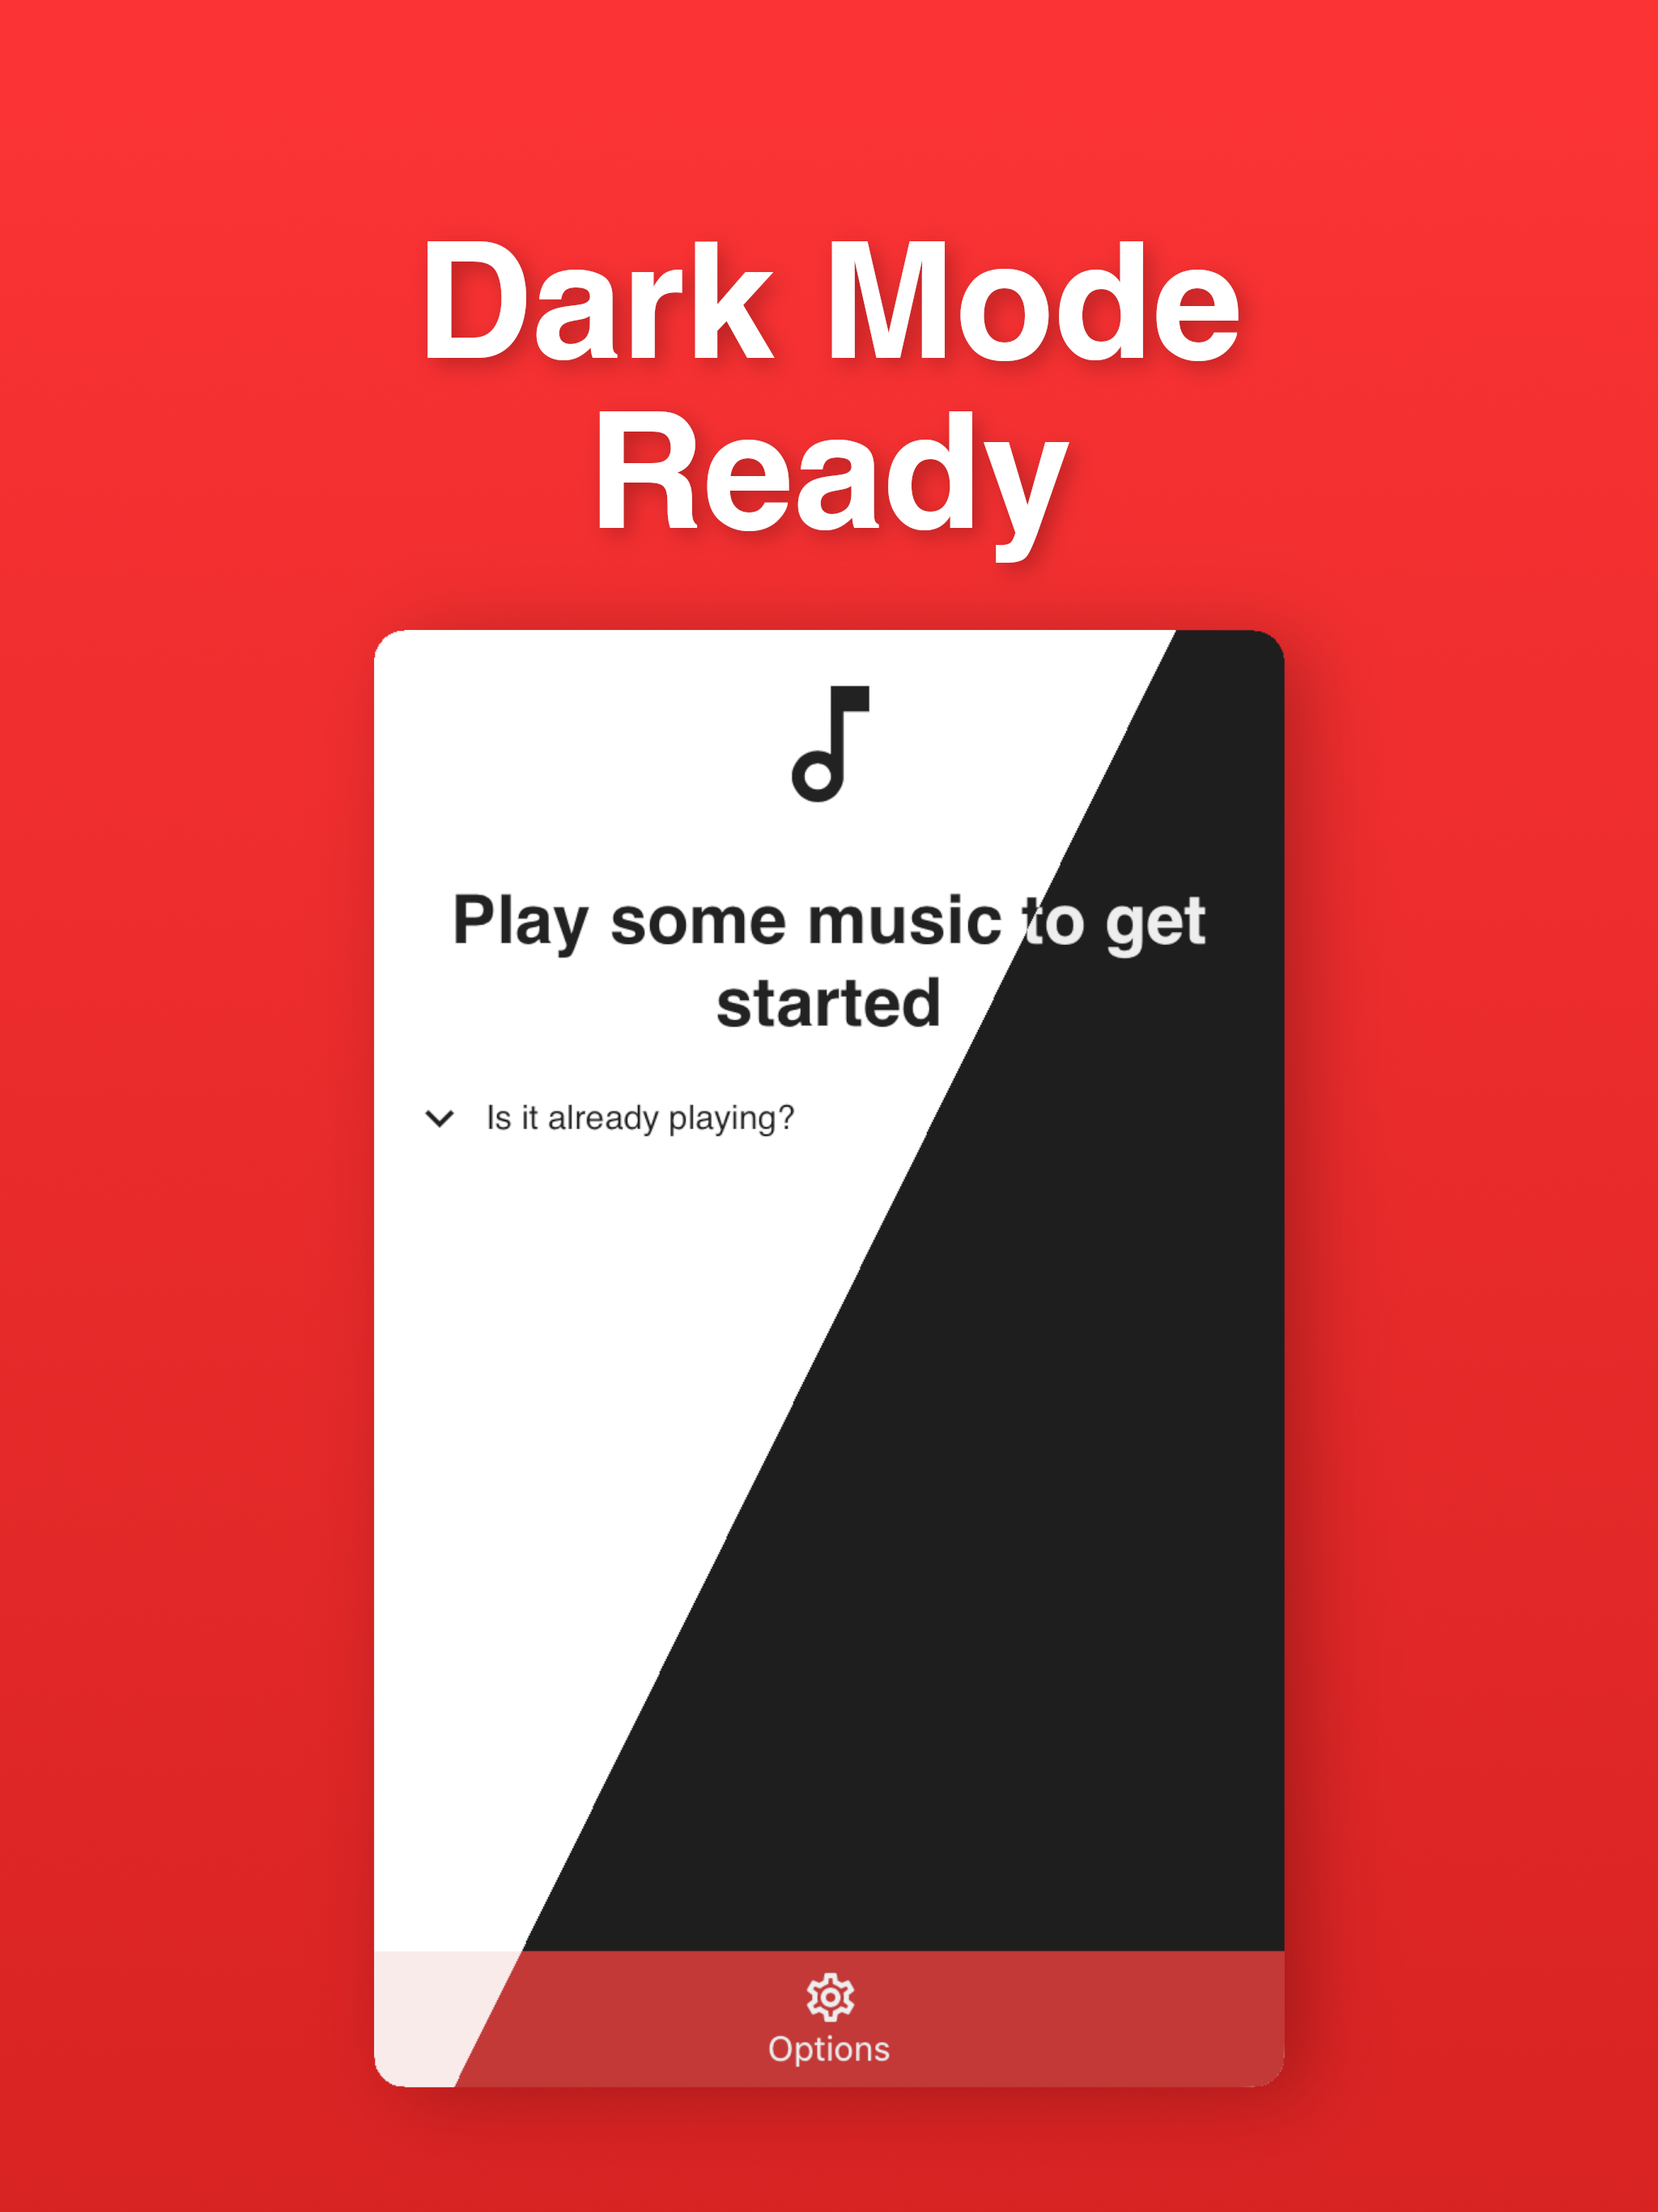 Dark Mode
Ready
Play some music to get
started
Is it already playing?
Options